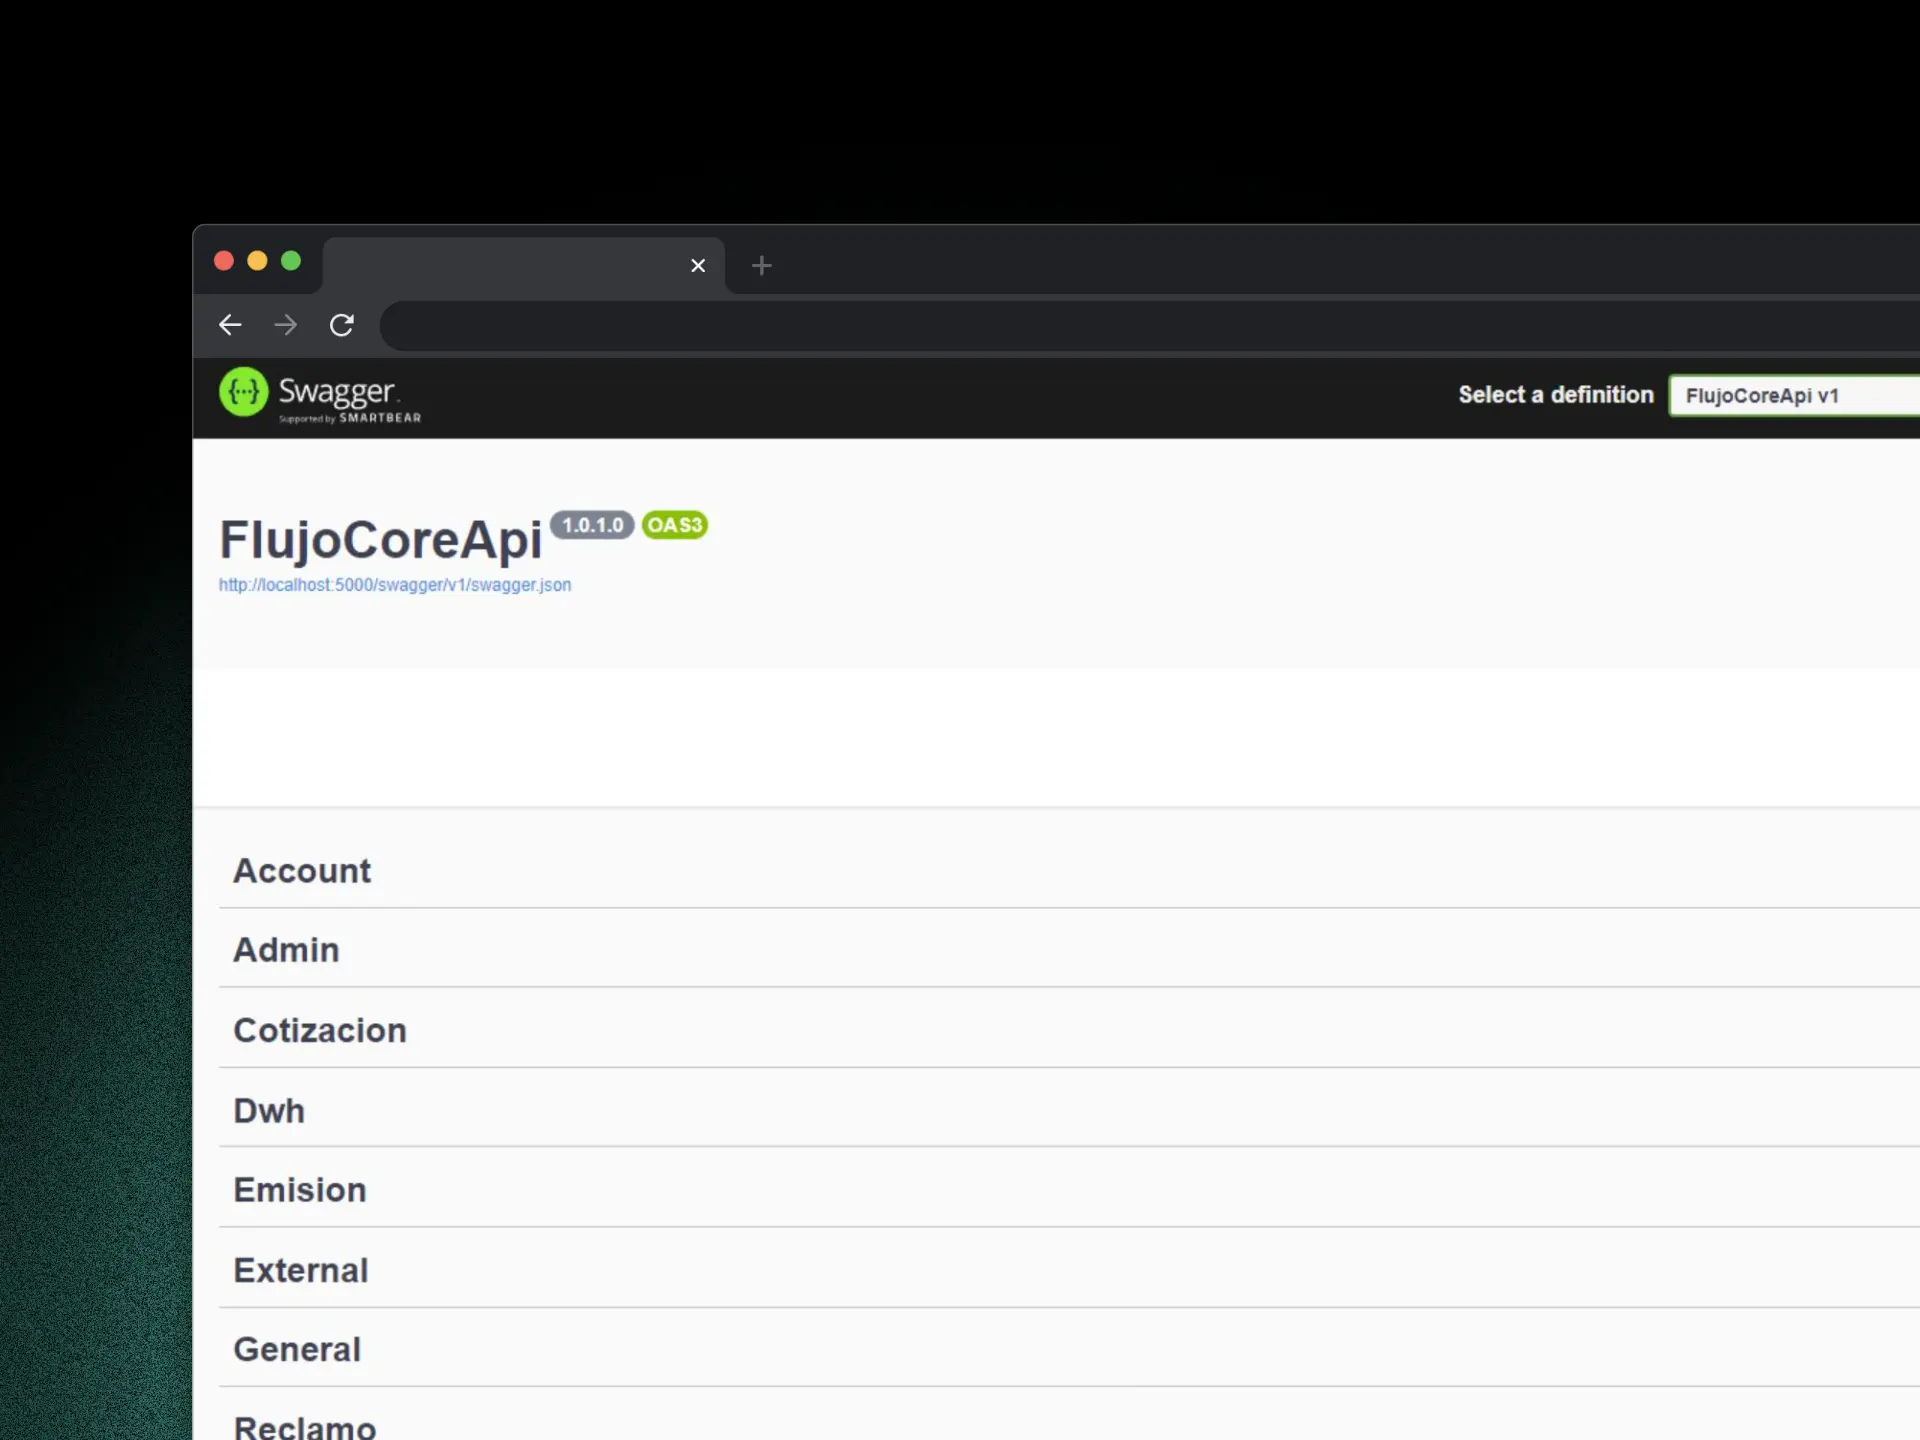 Swagger.
Supported by SMARTBEAR
Select a definition
FlujoCoreApi v1
FlujoCoreApi 1.0.1.0 OAS3
http://localhost:5000/swagger/v1/swagger.json
Account
Admin
Cotizacion
Dwh
Emision
External
General
Reclamo